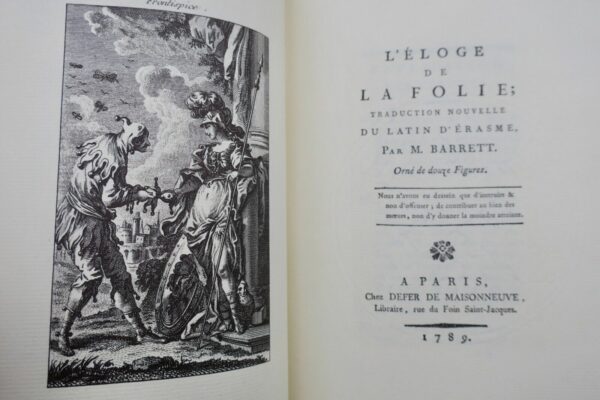 Frontispice.
L'ÉLOGE
DE
LA FOLIE;
TRADUCTION NOUVELLE
DU LATIN D'ÉRASME,
PAR M. BARRETT.
Orné de douze Figures.
Nous n'avons eu dessein que d'instruire &
non d'offenser; de contribuer au bien des
mœurs, non d'y donner la moindre atteinte.
A PARIS,
Chez DEFER DE MAISONNEUVE,
Libraire, rue du Foin Saint-Jacques.
1789.